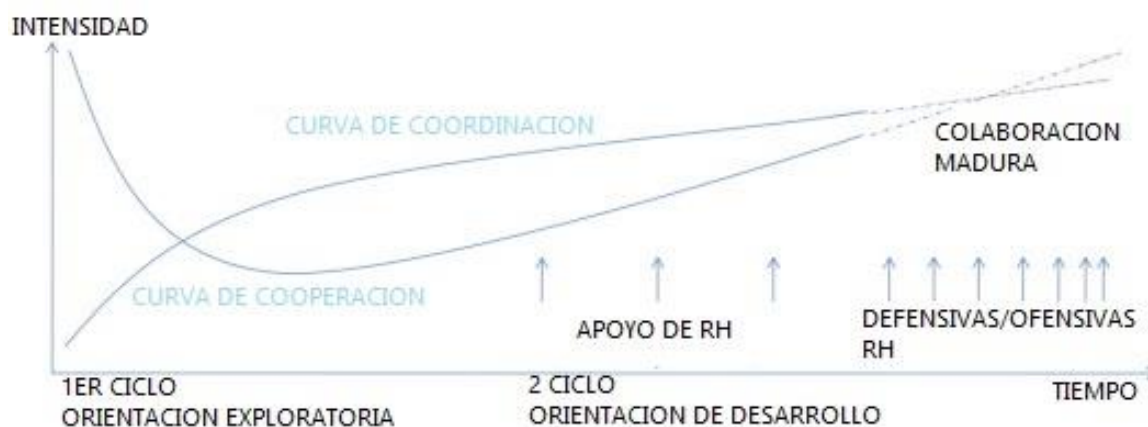 INTENSIDAD
CURVA DE COORDINACION
COLABORACION
MADURA
CURVA DE COOPERACION
APOYO DE RH
DEFENSIVAS/OFENSIVAS
RH
1ER CICLO
ORIENTACION EXPLORATORIA
2 CICLO
ORIENTACION DE DESARROLLO
TIEMPO